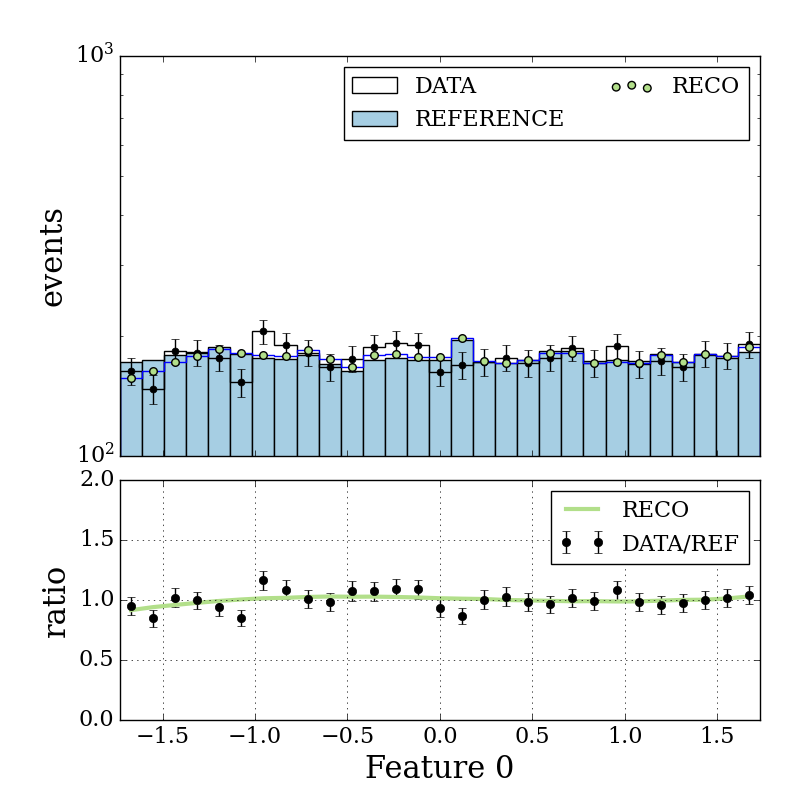 10³
DATA RECO
REFERENCE
events
10²
2.0
RECO
1.5
DATA/REF
1.0
ratio
0.5
0.0
−1.5 −1.0 −0.5 0.0 0.5 1.0 1.5
Feature 0